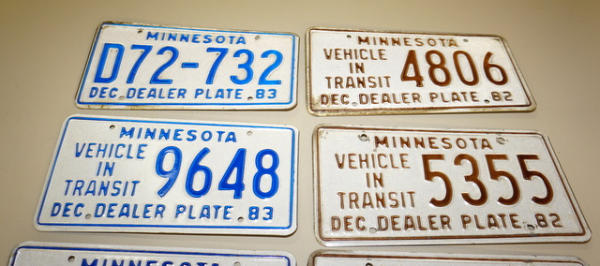 MINNESOTA
D72-732
DEC. DEALER PLATE 83
MINNESOTA
VEHICLE
IN
TRANSIT
4806
DEC. DEALER PLATE 82
MINNESOTA
VEHICLE
IN
TRANSIT
9648
DEC. DEALER PLATE 83
MINNESOTA
VEHICLE
IN
TRANSIT
5355
DEC. DEALER PLATE 82
MINNESOTA